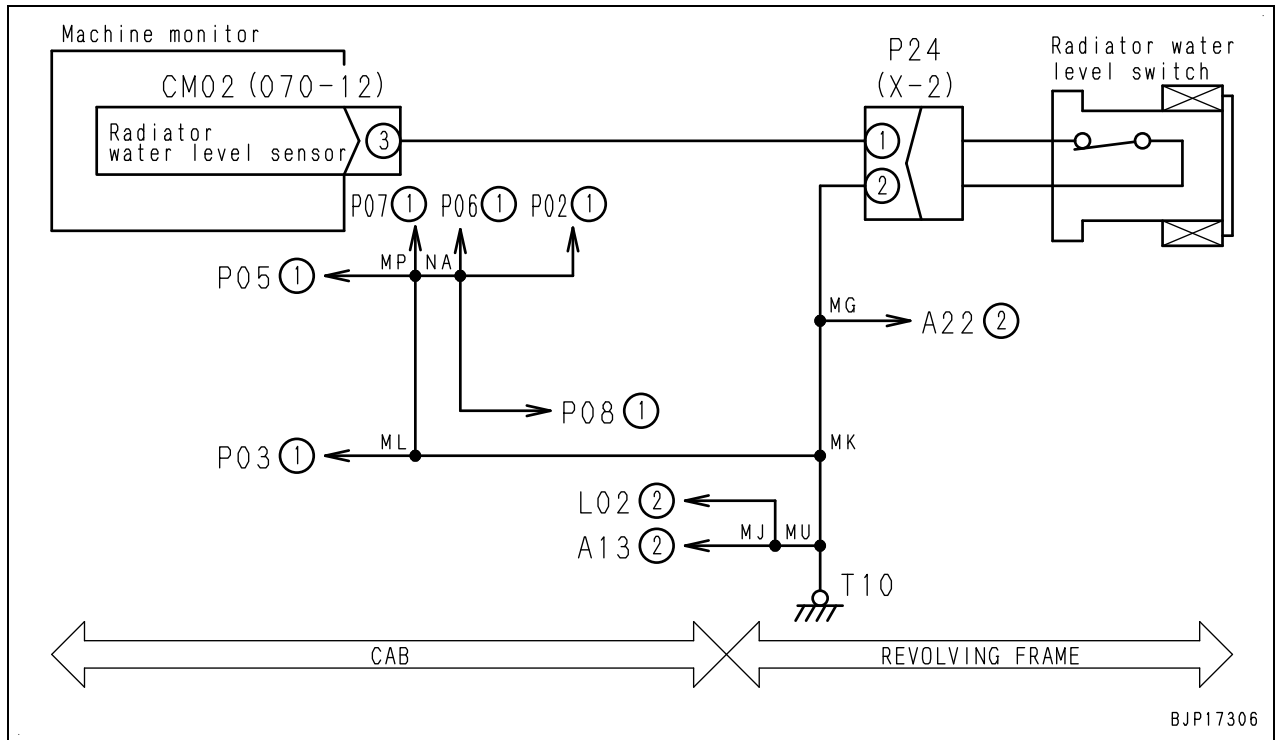 Machine monitor
CM02 (070-12)
Radiator
water level sensor
3
P24
(X-2)
1
2
Radiator water
level switch
P07 1 P06 1 P02 1
P05 1 MP NA
MG
A22 2
P08 1
P03 1 ML
MK
L02 2
A13 2 MJ MU
T10
CAB
REVOLVING FRAME
BJP17306